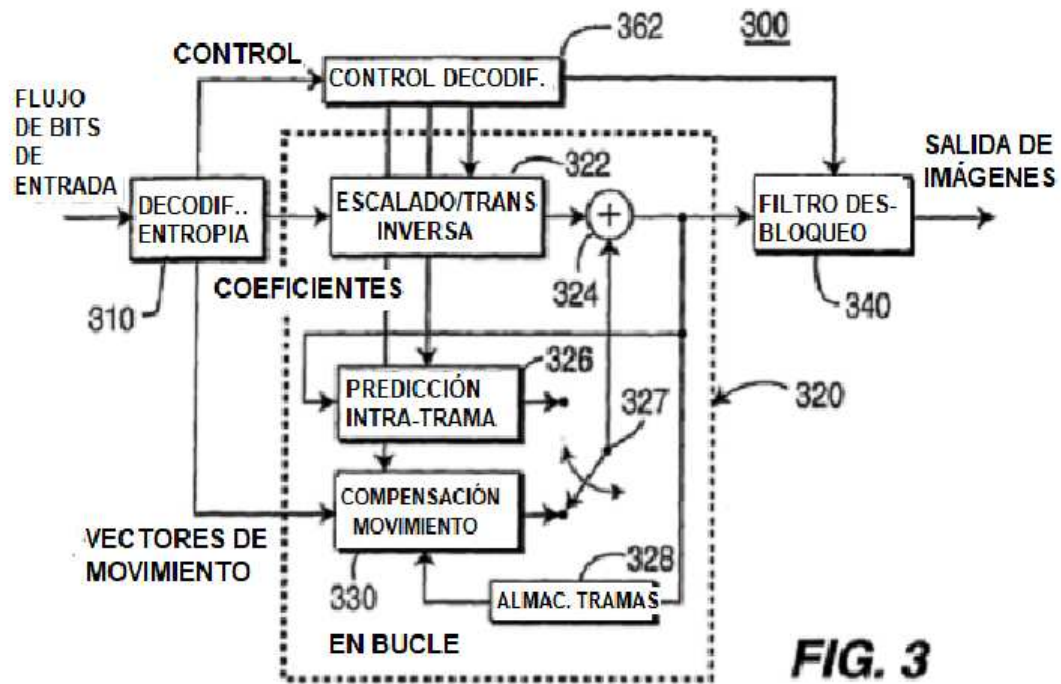 362
300
CONTROL
CONTROL DECODIF.
FLUJO
DE BITS
DE
ENTRADA
322
SALIDA DE
IMÁGENES
DECODIF..
ENTROPIA
ESCALADO/TRANS
INVERSA
+
FILTRO DES-
BLOQUEO
310
COEFICIENTES
324
340
326
PREDICCIÓN
INTRA-TRAMA
327
320
COMPENSACIÓN
MOVIMIENTO
VECTORES DE
MOVIMIENTO
330
328
ALMAC. TRAMAS
EN BUCLE
FIG. 3